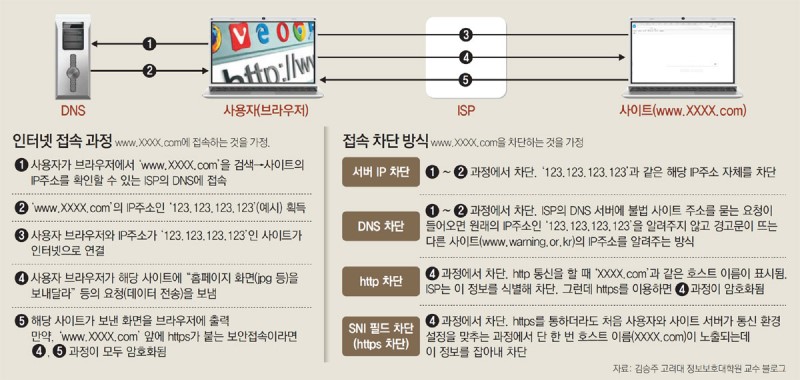 VEO
http://ww
1
2
3
4
5
DNS
사용자(브라우저)
ISP
사이트(www.XXXX.com)
인터넷 접속 과정 www.XXXX.com에 접속하는 것을 가정.
1 사용자가 브라우저에서 'www.XXXX.com'을 검색→사이트의
IP주소를 확인할 수 있는 ISP의 DNS에 접속
2 'www.XXXX.com'의 IP주소인 '123.123.123.123'(예시) 획득
3 사용자 브라우저와 IP주소가 '123.123.123.123'인 사이트가
인터넷으로 연결
4 사용자 브라우저가 해당 사이트에 "홈페이지 화면(jpg 등)을
보내달라" 등의 요청(데이터 전송)을 보냄
5 해당 사이트가 보낸 화면을 브라우저에 출력
만약, 'www.XXXX.com' 앞에 https가 붙는 보안접속이라면
4, 5 과정이 모두 암호화됨
접속 차단 방식 www.XXXX.com을 차단하는 것을 가정
서버 IP 차단
1 ~ 2 과정에서 차단. '123.123.123.123'과 같은 해당 IP주소 자체를 차단
DNS 차단
1 ~ 2 과정에서 차단. ISP의 DNS 서버에 불법 사이트 주소를 묻는 요청이
들어오면 원래의 IP주소인 '123.123.123.123'을 알려주지 않고 경고문이 뜨는
다른 사이트(www.warning.or.kr)의 IP주소를 알려주는 방식
http 차단
4 과정에서 차단. http 통신을 할 때 'XXXX.com'과 같은 호스트 이름이 표시됨.
ISP는 이 정보를 식별해 차단. 그런데 https를 이용하면 4 과정이 암호화됨
SNI 필드 차단
(https 차단)
4 과정에서 차단. https를 통하더라도 처음 사용자와 사이트 서버가 통신 환경
설정을 맞추는 과정에서 단 한 번 호스트 이름(XXXX.com)이 노출되는데
이 정보를 잡아내 차단
자료: 김승주 고려대 정보보호대학원 교수 블로그